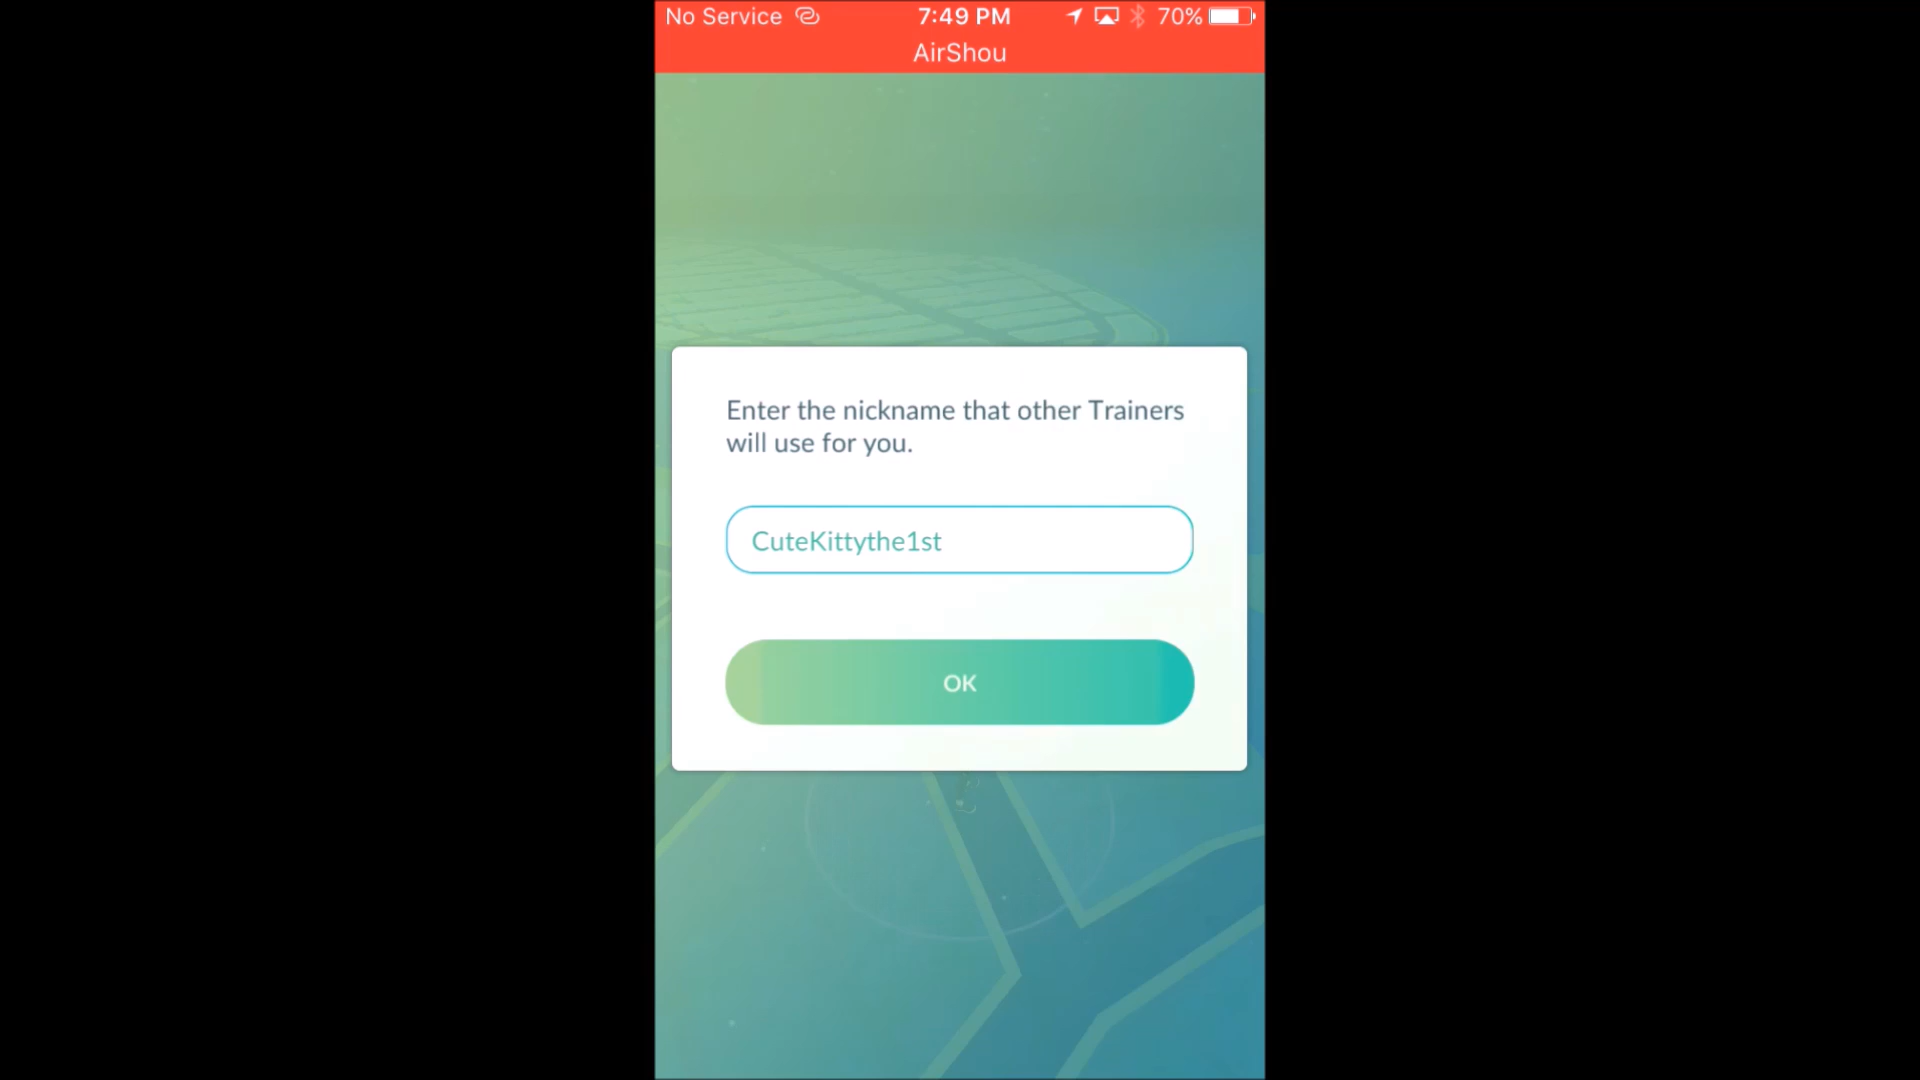 No Service 7:49 PM 70%
AirShou
Enter the nickname that other Trainers
will use for you.
CuteKittythe1st
OK